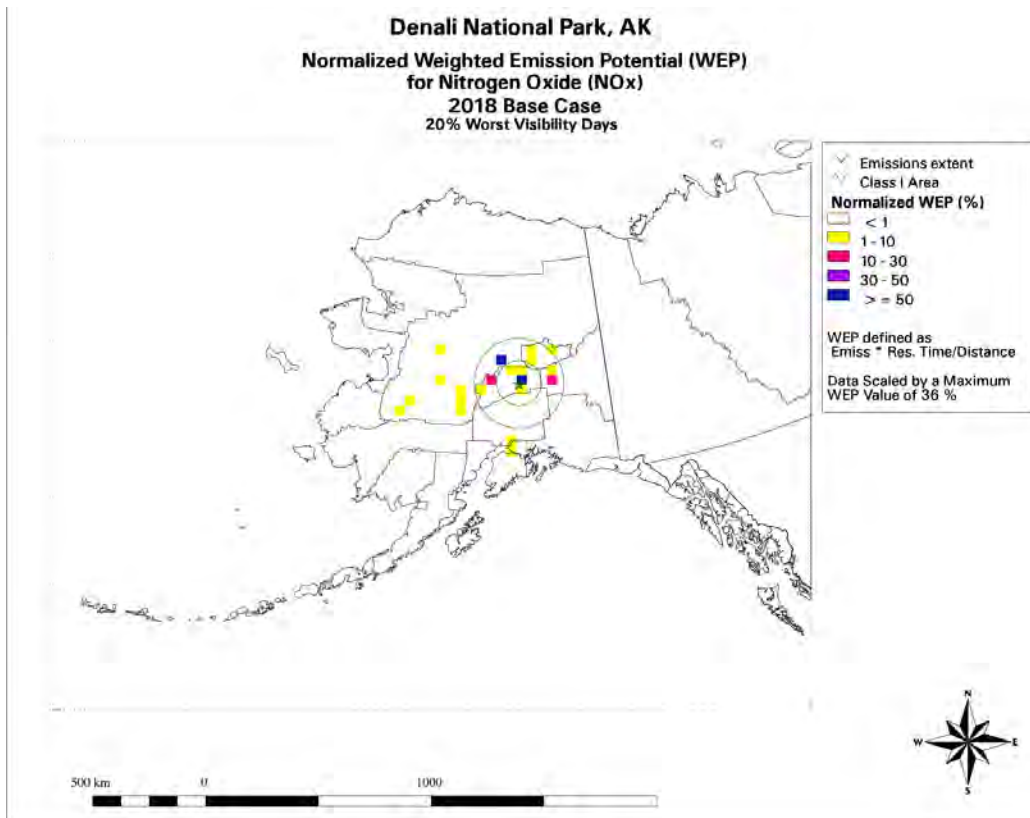 Denali National Park, AK
Normalized Weighted Emission Potential (WEP)
for Nitrogen Oxide (NOx)
2018 Base Case
20% Worst Visibility Days
Emissions extent
Class I Area
Normalized WEP (%)
< 1
1 - 10
10 - 30
30 - 50
> = 50
WEP defined as
Emiss * Res. Time/Distance
Data Scaled by a Maximum
WEP Value of 36 %
N
W E
S
500 km 0 1000